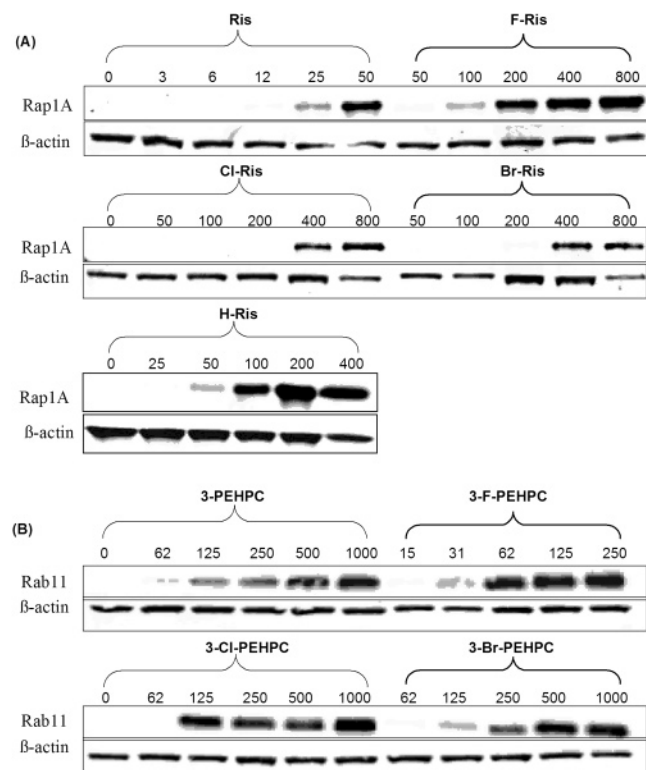 (A)
Ris F-Ris
0 3 6 12 25 50 50 100 200 400 800
Rap1A
ß-actin
Cl-Ris Br-Ris
0 50 100 200 400 800 50 100 200 400 800
Rap1A
ß-actin
H-Ris
0 25 50 100 200 400
Rap1A
ß-actin
(B)
3-PEHPC 3-F-PEHPC
0 62 125 250 500 1000 15 31 62 125 250
Rab11
ß-actin
3-Cl-PEHPC 3-Br-PEHPC
0 62 125 250 500 1000 62 125 250 500 1000
Rab11
ß-actin